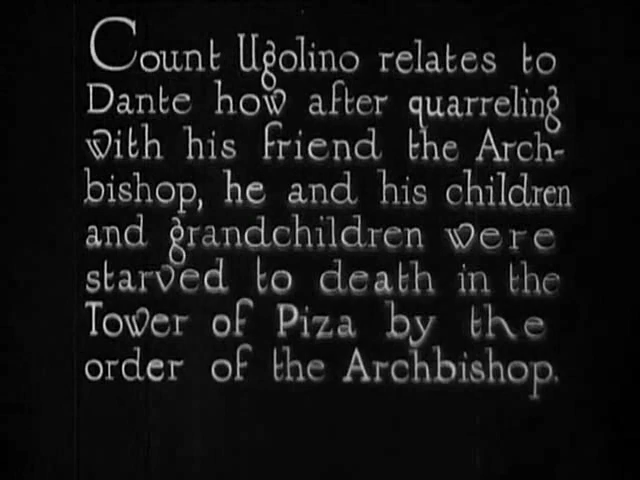 Count Ugolino relates to
Dante how after quarreling
with his friend the Arch-
bishop, he and his children
and grandchildren were
starved to death in the
Tower of Piza by the
order of the Archbishop.